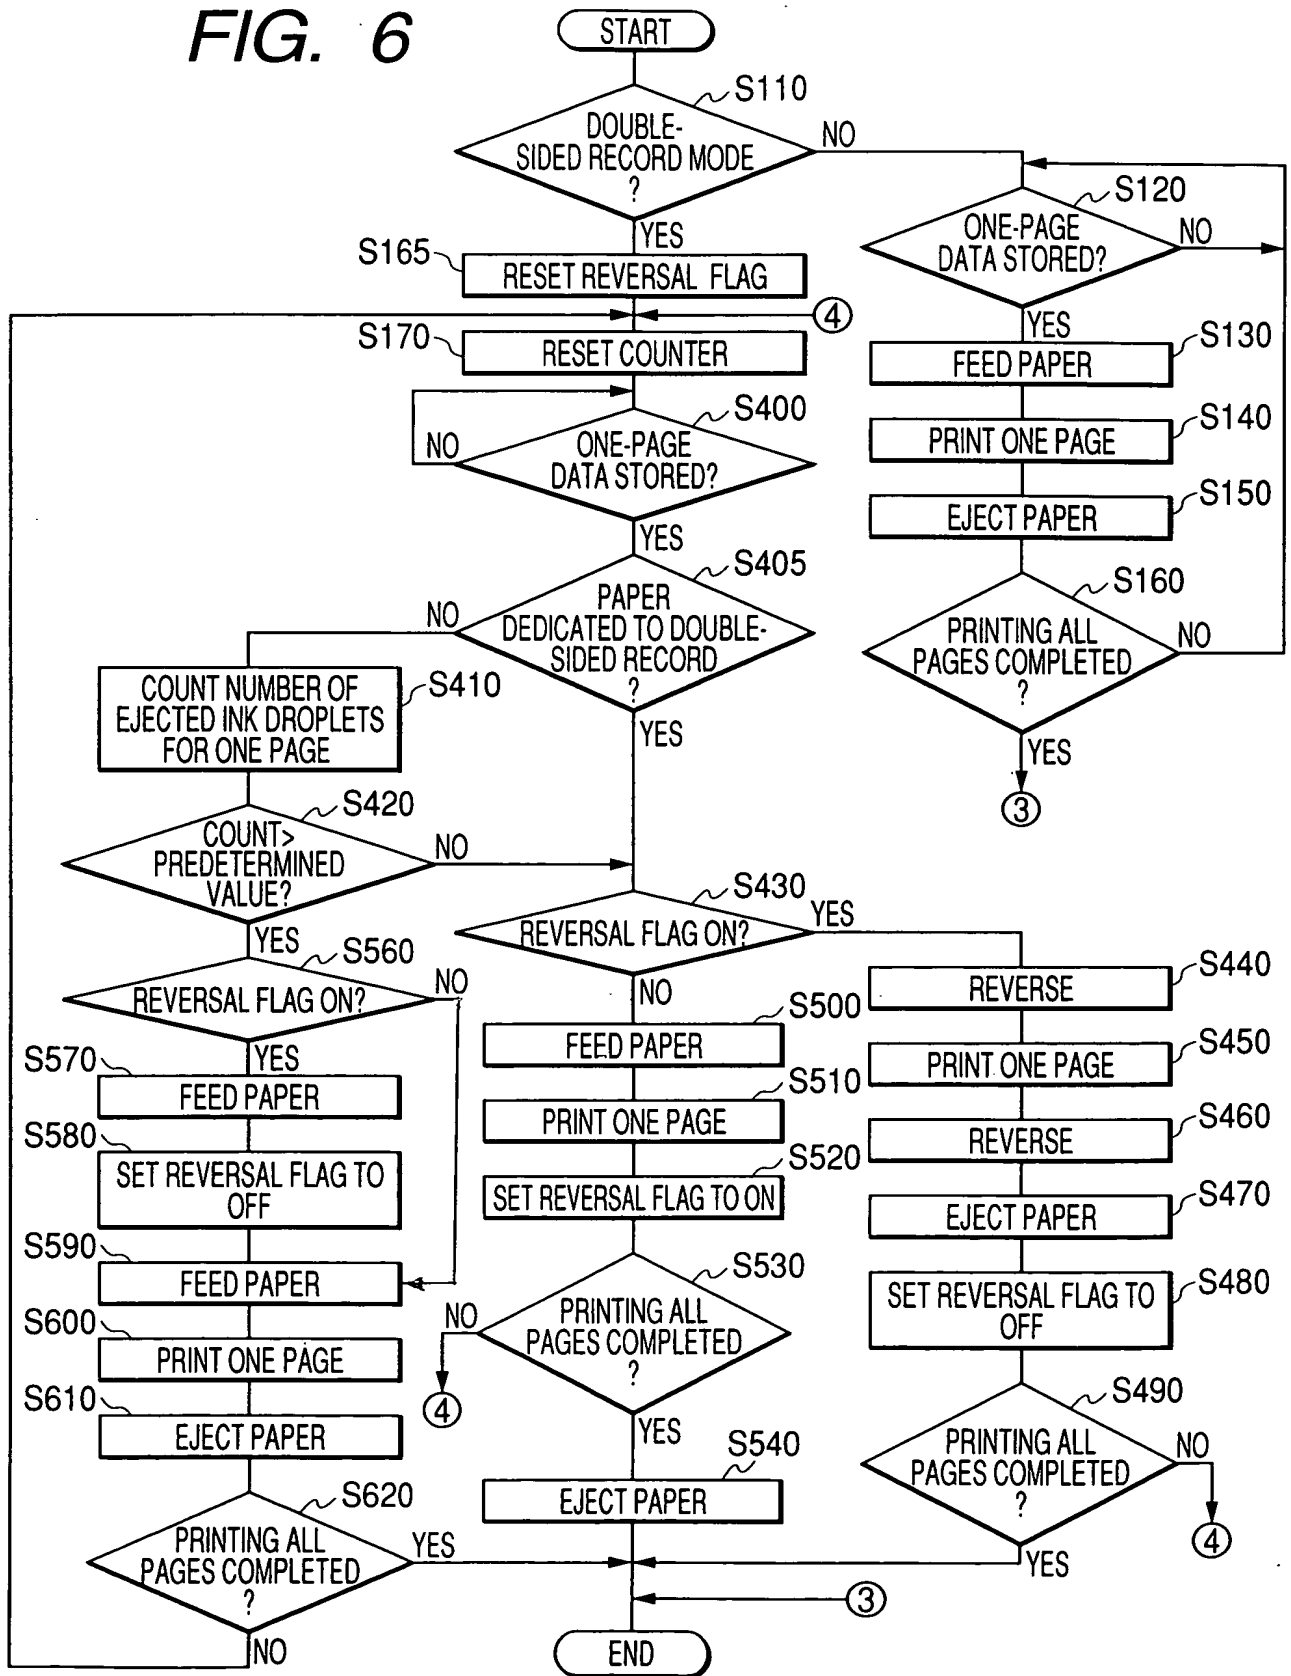 FIG. 6
START
S110
DOUBLE-
SIDED RECORD MODE
?
NO
YES
S120
ONE-PAGE
DATA STORED?
NO
YES
S130
FEED PAPER
S140
PRINT ONE PAGE
S150
EJECT PAPER
S160
PRINTING ALL
PAGES COMPLETED
?
NO
YES
3
S165
RESET REVERSAL FLAG
4
S170
RESET COUNTER
S400
ONE-PAGE
DATA STORED?
NO
YES
S405
PAPER
DEDICATED TO DOUBLE-
SIDED RECORD
?
NO
YES
S410
COUNT NUMBER OF
EJECTED INK DROPLETS
FOR ONE PAGE
S420
COUNT>
PREDETERMINED
VALUE?
NO
YES
S560
REVERSAL FLAG ON?
NO
YES
S570
FEED PAPER
S580
SET REVERSAL FLAG TO
OFF
S590
FEED PAPER
S600
PRINT ONE PAGE
S610
EJECT PAPER
S620
PRINTING ALL
PAGES COMPLETED
?
YES
NO
S430
REVERSAL FLAG ON?
YES
NO
S500
FEED PAPER
S510
PRINT ONE PAGE
S520
SET REVERSAL FLAG TO ON
S530
PRINTING ALL
PAGES COMPLETED
?
NO
4
YES
S540
EJECT PAPER
S440
REVERSE
S450
PRINT ONE PAGE
S460
REVERSE
S470
EJECT PAPER
S480
SET REVERSAL FLAG TO
OFF
S490
PRINTING ALL
PAGES COMPLETED
?
NO
4
YES
3
END